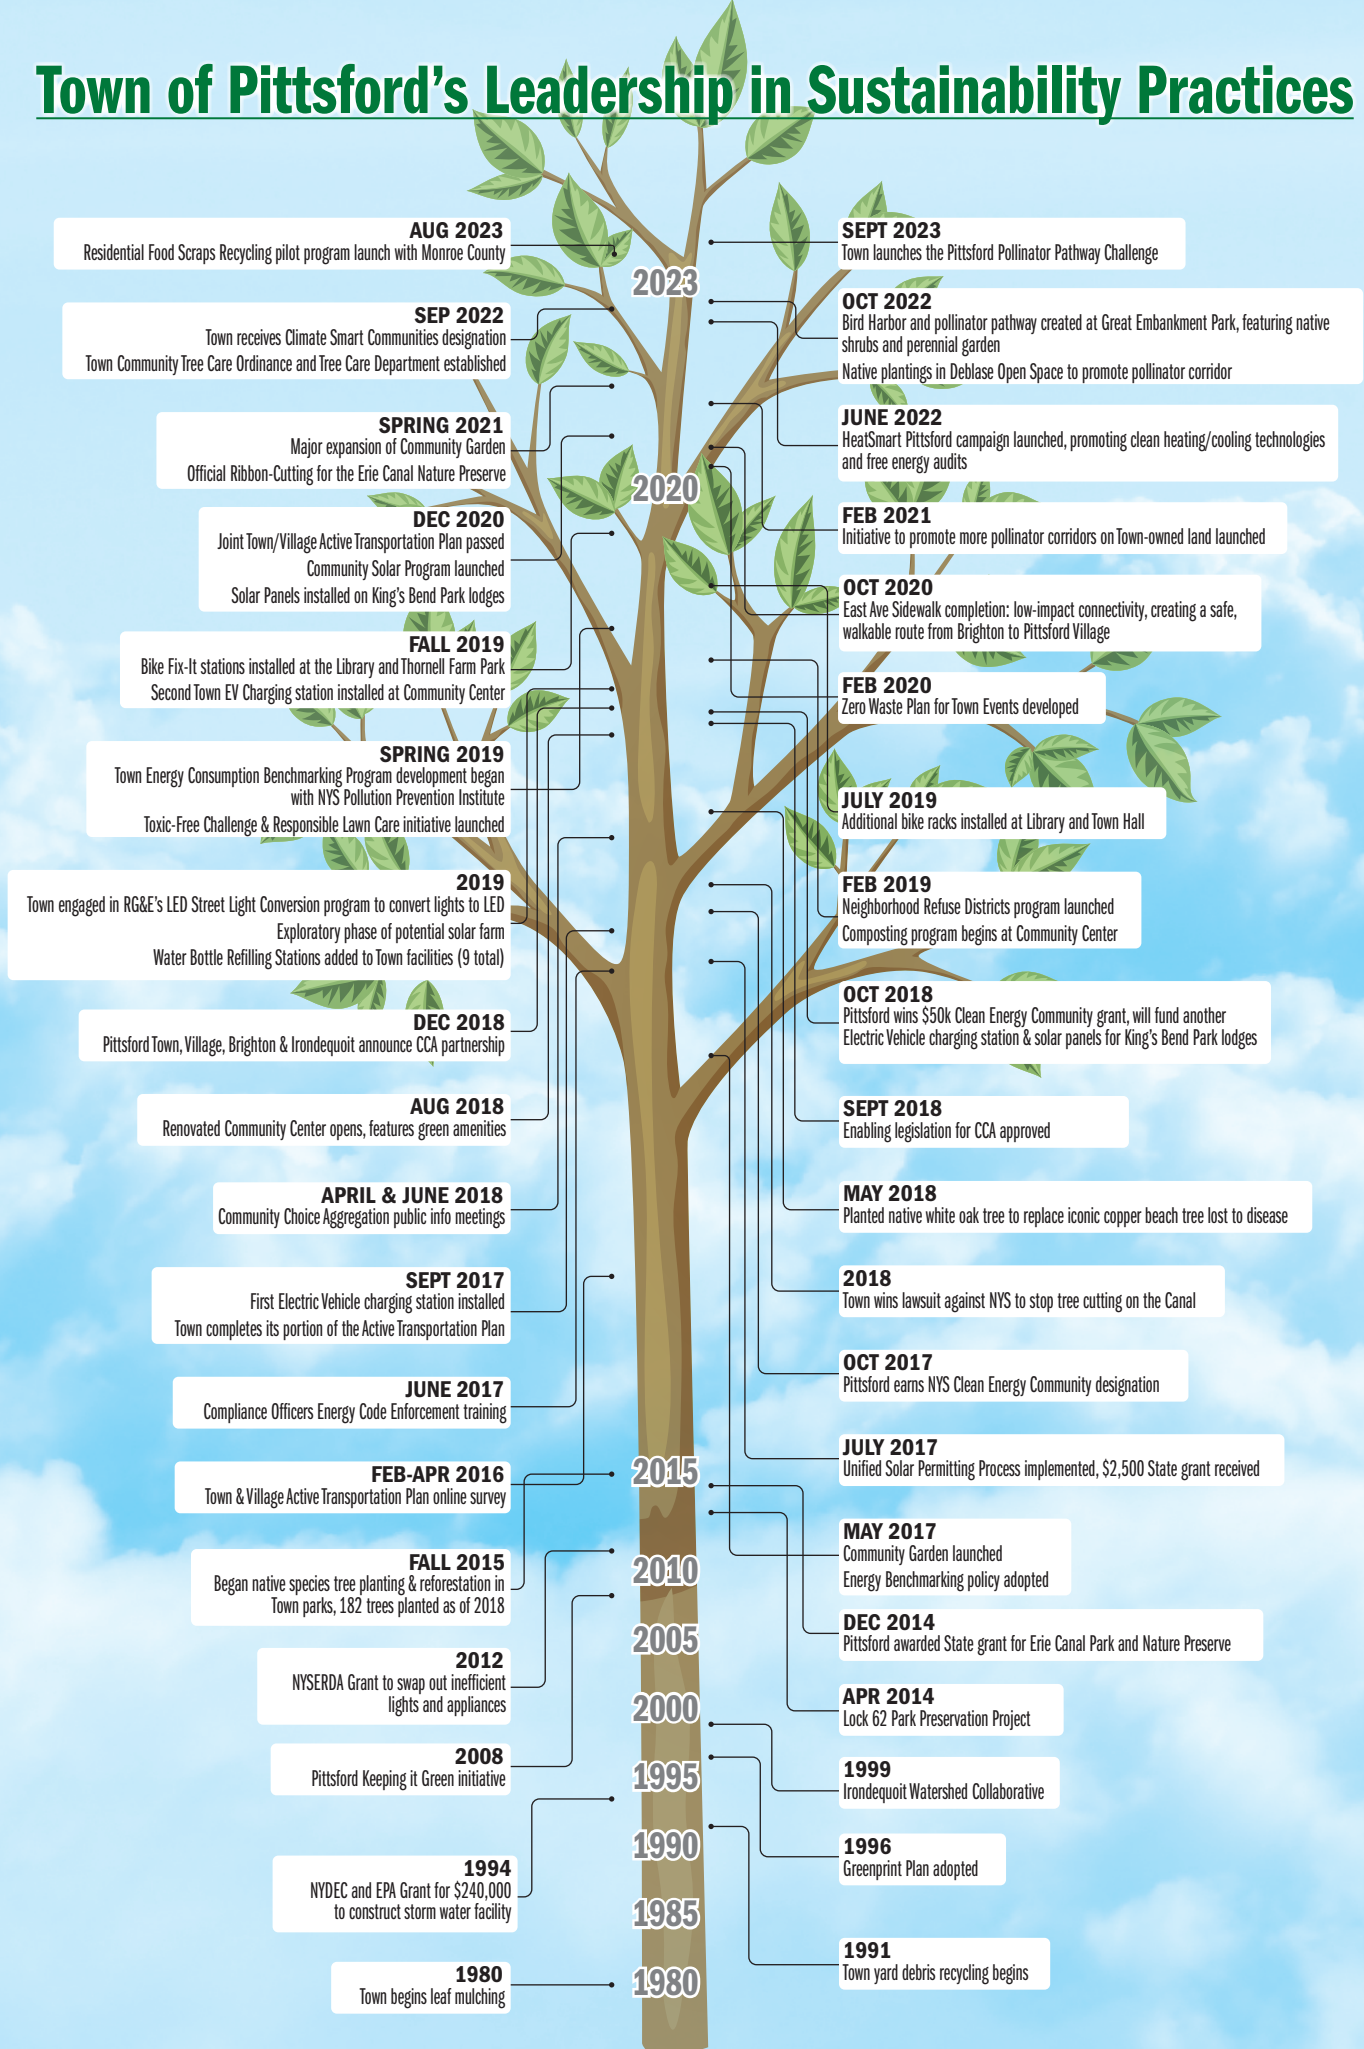 Town of Pittsford's Leadership in Sustainability Practices
AUG 2023
Residential Food Scraps Recycling pilot program launch with Monroe County
SEP 2022
Town receives Climate Smart Communities designation
Town Community Tree Care Ordinance and Tree Care Department established
SPRING 2021
Major expansion of Community Garden
Official Ribbon-Cutting for the Erie Canal Nature Preserve
DEC 2020
Joint Town/Village Active Transportation Plan passed
Community Solar Program launched
Solar Panels installed on King's Bend Park lodges
FALL 2019
Bike Fix-It stations installed at the Library and Thornell Farm Park
Second Town EV Charging station installed at Community Center
SPRING 2019
Town Energy Consumption Benchmarking Program development began
with NYS Pollution Prevention Institute
Toxic-Free Challenge & Responsible Lawn Care initiative launched
2019
Town engaged in RG&E's LED Street Light Conversion program to convert lights to LED
Exploratory phase of potential solar farm
Water Bottle Refilling Stations added to Town facilities (9 total)
DEC 2018
Pittsford Town, Village, Brighton & Irondequoit announce CCA partnership
AUG 2018
Renovated Community Center opens, features green amenities
APRIL & JUNE 2018
Community Choice Aggregation public info meetings
SEPT 2017
First Electric Vehicle charging station installed
Town completes its portion of the Active Transportation Plan
JUNE 2017
Compliance Officers Energy Code Enforcement training
FEB-APR 2016
Town & Village Active Transportation Plan online survey
FALL 2015
Began native species tree planting & reforestation in
Town parks, 182 trees planted as of 2018
2012
NYSERDA Grant to swap out inefficient
lights and appliances
2008
Pittsford Keeping it Green initiative
1994
NYDEC and EPA Grant for $240,000
to construct storm water facility
1980
Town begins leaf mulching
2023
2020
2015
2010
2005
2000
1995
1990
1985
1980
SEPT 2023
Town launches the Pittsford Pollinator Pathway Challenge
OCT 2022
Bird Harbor and pollinator pathway created at Great Embankment Park, featuring native
shrubs and perennial garden
Native plantings in Deblase Open Space to promote pollinator corridor
JUNE 2022
HeatSmart Pittsford campaign launched, promoting clean heating/cooling technologies
and free energy audits
FEB 2021
Initiative to promote more pollinator corridors on Town-owned land launched
OCT 2020
East Ave Sidewalk completion: low-impact connectivity, creating a safe,
walkable route from Brighton to Pittsford Village
FEB 2020
Zero Waste Plan for Town Events developed
JULY 2019
Additional bike racks installed at Library and Town Hall
FEB 2019
Neighborhood Refuse Districts program launched
Composting program begins at Community Center
OCT 2018
Pittsford wins $50k Clean Energy Community grant, will fund another
Electric Vehicle charging station & solar panels for King's Bend Park lodges
SEPT 2018
Enabling legislation for CCA approved
MAY 2018
Planted native white oak tree to replace iconic copper beach tree lost to disease
2018
Town wins lawsuit against NYS to stop tree cutting on the Canal
OCT 2017
Pittsford earns NYS Clean Energy Community designation
JULY 2017
Unified Solar Permitting Process implemented, $2,500 State grant received
MAY 2017
Community Garden launched
Energy Benchmarking policy adopted
DEC 2014
Pittsford awarded State grant for Erie Canal Park and Nature Preserve
APR 2014
Lock 62 Park Preservation Project
1999
Irondequoit Watershed Collaborative
1996
Greenprint Plan adopted
1991
Town yard debris recycling begins